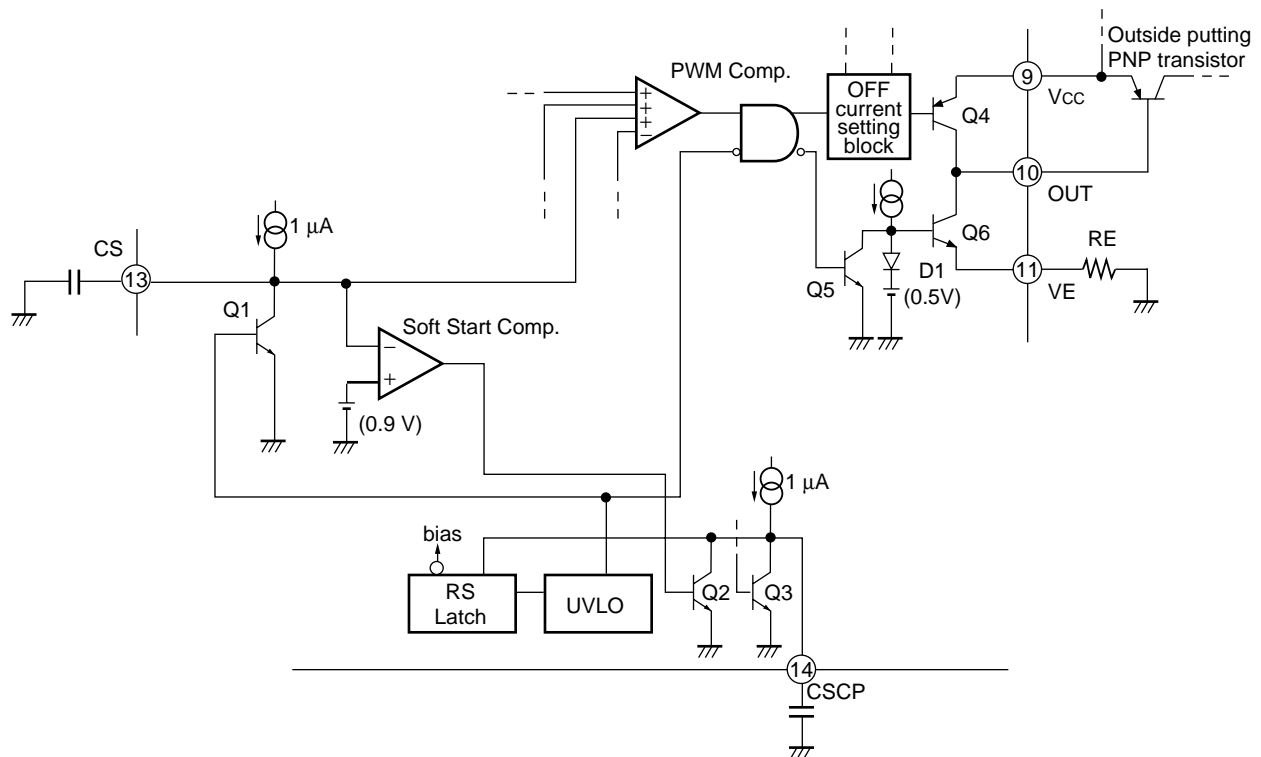 Outside putting
PNP transistor
PWM Comp.
+
+
+
−
OFF
current
setting
block
Q4
9
VCC
10
OUT
Q6
11
VE
RE
Q5
D1
(0.5V)
1 μA
CS
13
Q1
Soft Start Comp.
−
+
(0.9 V)
1 μA
bias
RS
Latch
UVLO
Q2
Q3
14
CSCP